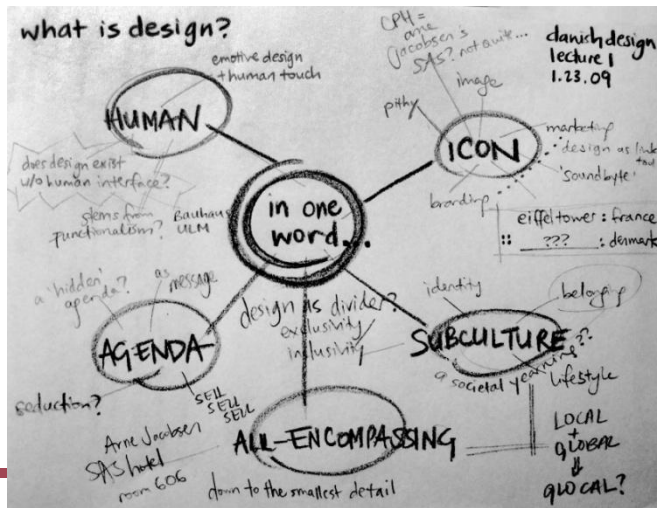 what is design?
danish design
lecture 1
1.23.09
emotive design
+ human touch
HUMAN
does design exist
w/o human interface?
stems from
functionalism?
Bauhaus
ULM
in one
word...
CPH =
arne
jacobsen's
SAS? not quite...
image
pithy
ICON
marketing
design as link
'soundbyte'
branding
eiffel tower : france
:: ??? : denmark
a 'hidden'
agenda?
as
message
AGENDA
seduction?
SELL
SELL
SELL
design as divider?
exclusivity
inclusivity
identity
belonging
SUBCULTURE
a societal yearning??
lifestyle
Arne Jacobsen
SAS hotel
room 606
ALL-ENCOMPASSING
down to the smallest detail
LOCAL
+
GLOBAL
GLOCAL?